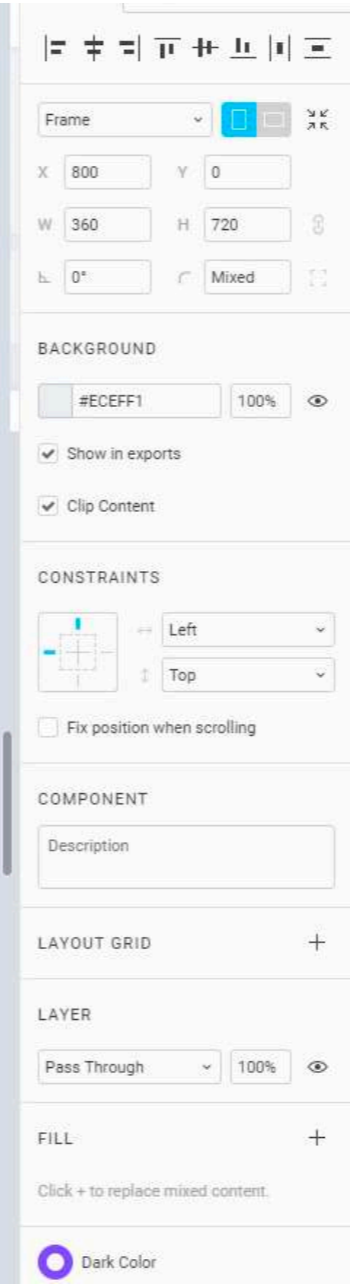 Frame
X 800 Y 0
W 360 H 720
0° Mixed
BACKGROUND
#ECEFF1 100%
Show in exports
Clip Content
CONSTRAINTS
Left
Top
Fix position when scrolling
COMPONENT
Description
LAYOUT GRID
LAYER
Pass Through 100%
FILL
Click + to replace mixed content.
Dark Color